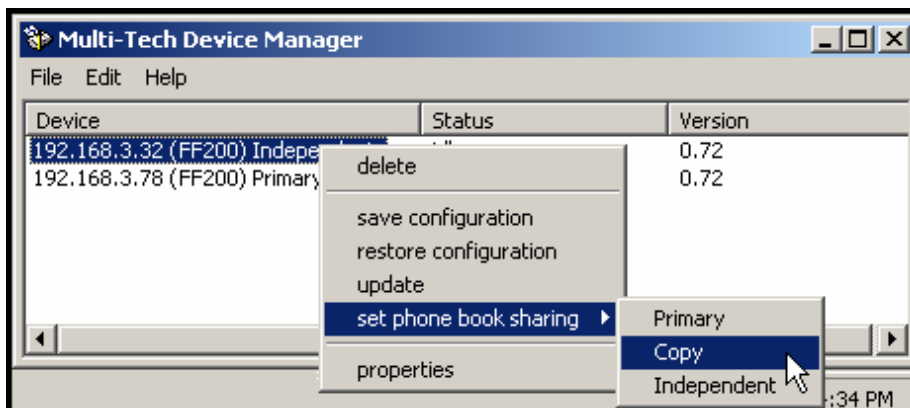 Multi-Tech Device Manager
File Edit Help
Device Status Version
192.168.3.32 (FF200) 0.72
192.168.3.78 (FF200) Primary 0.72
delete
save configuration
restore configuration
update
set phone book sharing
properties
Primary
Copy
Independent
:34 PM